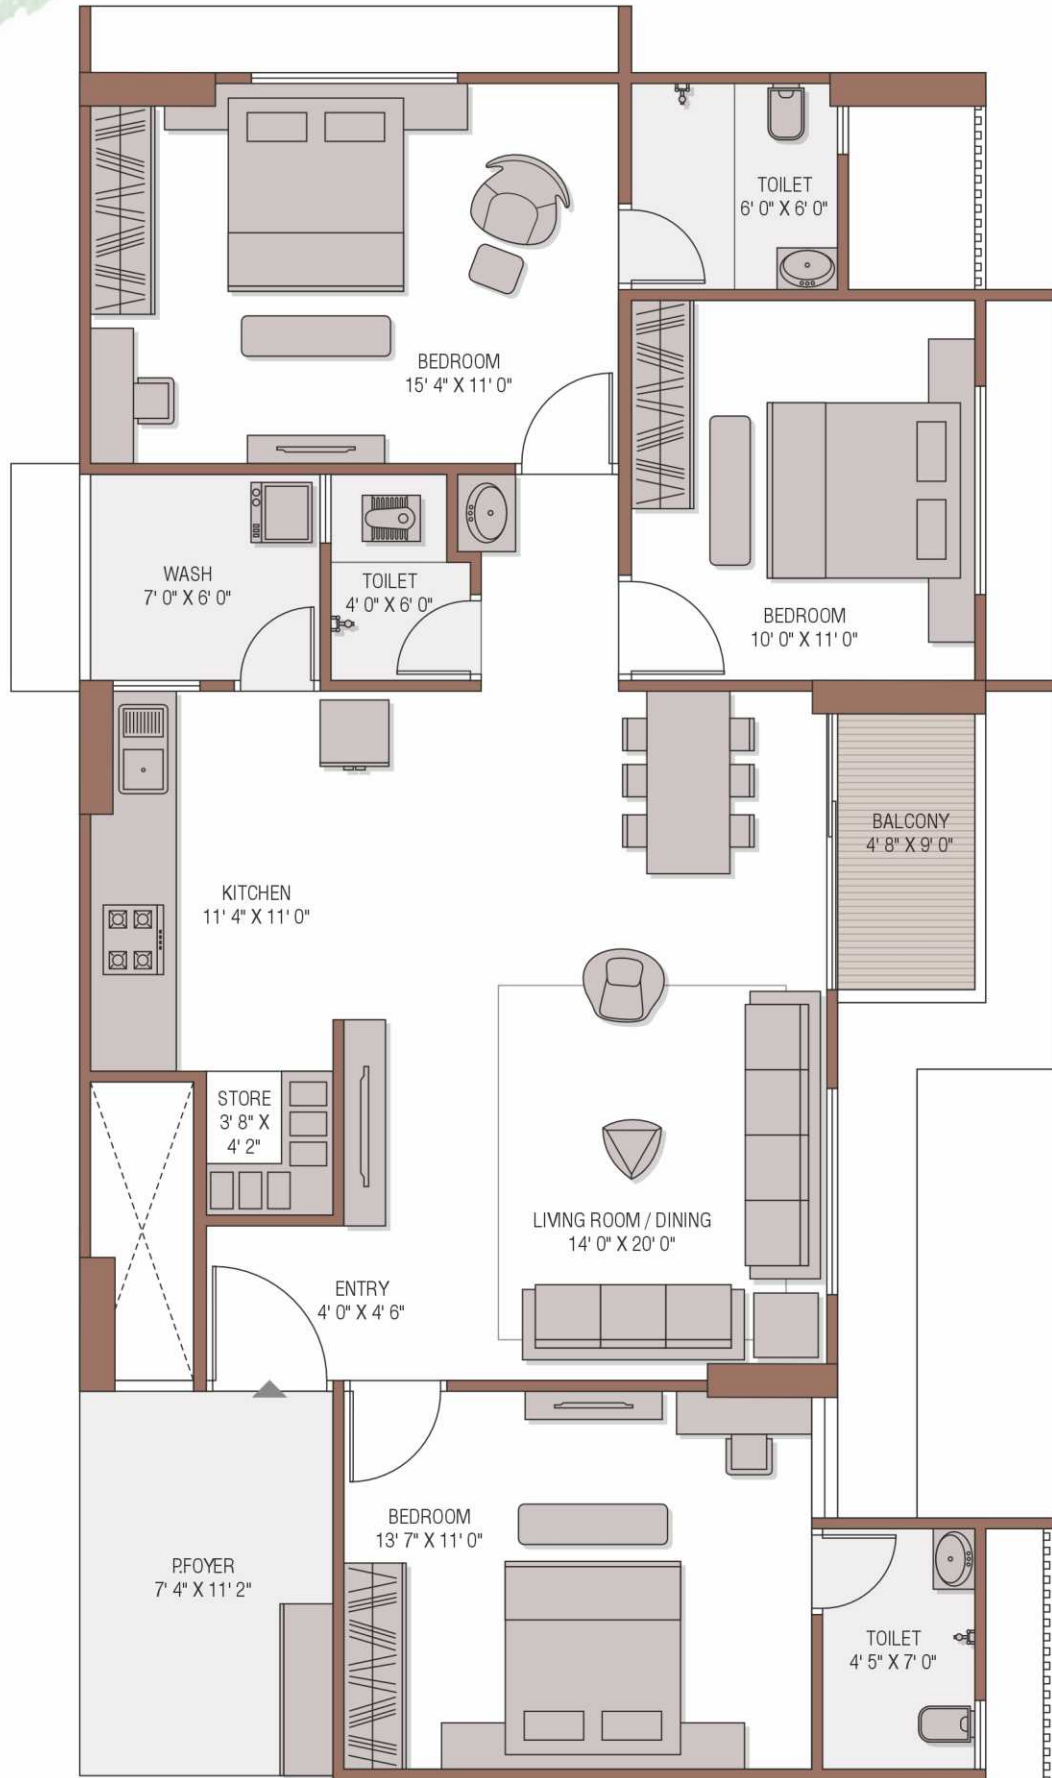 TOILET
6' 0" X 6' 0"
BEDROOM
15' 4" X 11' 0"
WASH
7' 0" X 6' 0"
TOILET
4' 0" X 6' 0"
BEDROOM
10' 0" X 11' 0"
BALCONY
4' 8" X 9' 0"
KITCHEN
11' 4" X 11' 0"
STORE
3' 8" X
4' 2"
LIVING ROOM / DINING
14' 0" X 20' 0"
ENTRY
4' 0" X 4' 6"
BEDROOM
13' 7" X 11' 0"
P.FOYER
7' 4" X 11' 2"
TOILET
4' 5" X 7' 0"